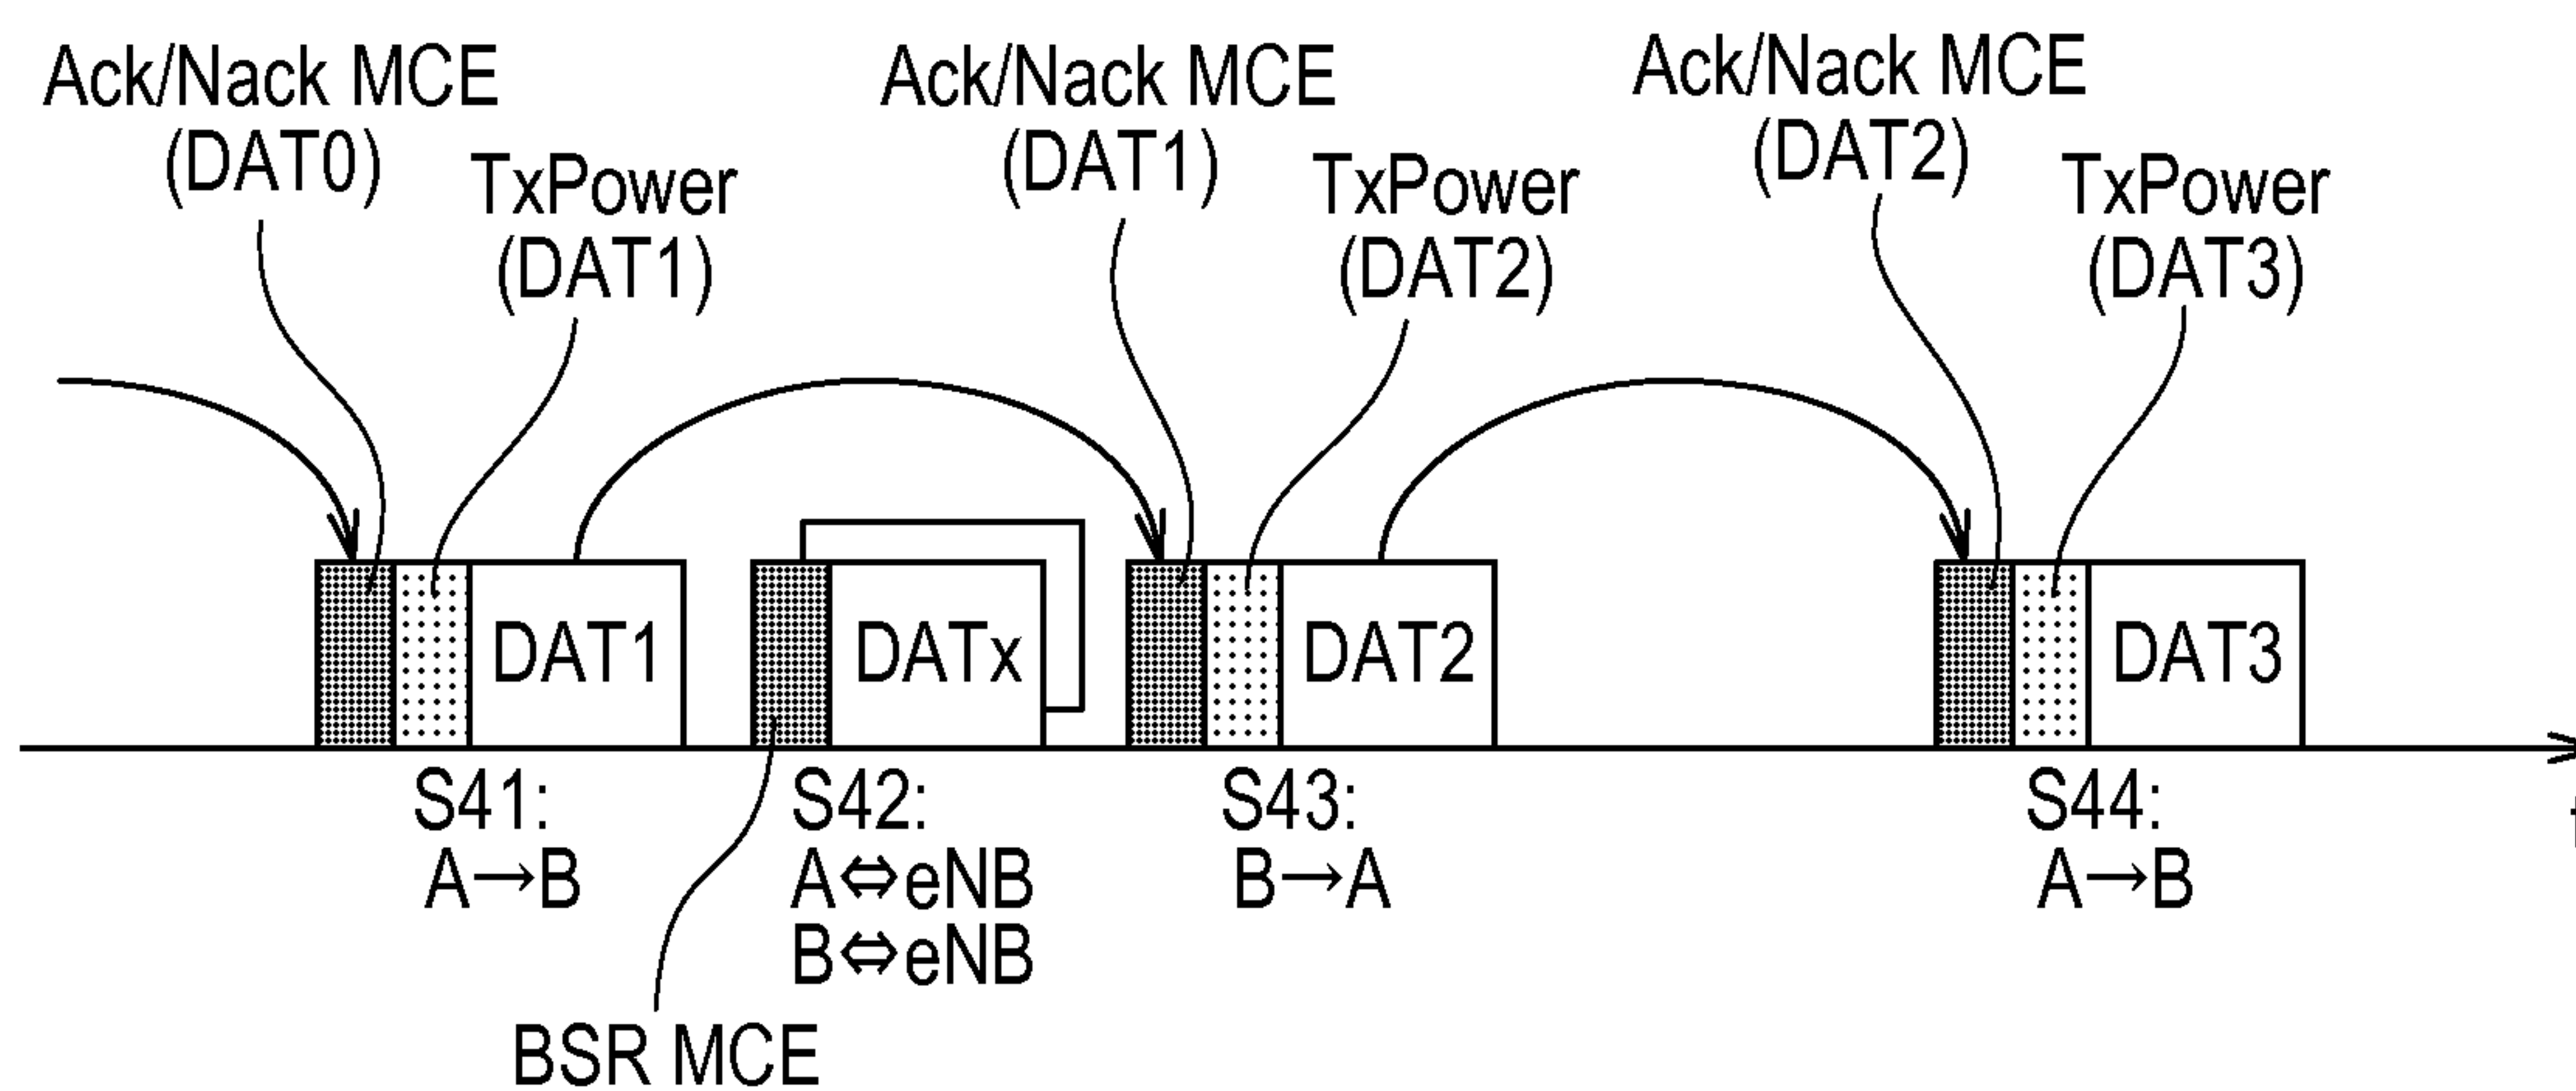 Ack/Nack MCE
(DAT0)
TxPower
(DAT1)
Ack/Nack MCE
(DAT1)
TxPower
(DAT2)
Ack/Nack MCE
(DAT2)
TxPower
(DAT3)
DAT1
DATx
DAT2
DAT3
S41:
A→B
S42:
A⇔eNB
B⇔eNB
S43:
B→A
S44:
A→B
BSR MCE